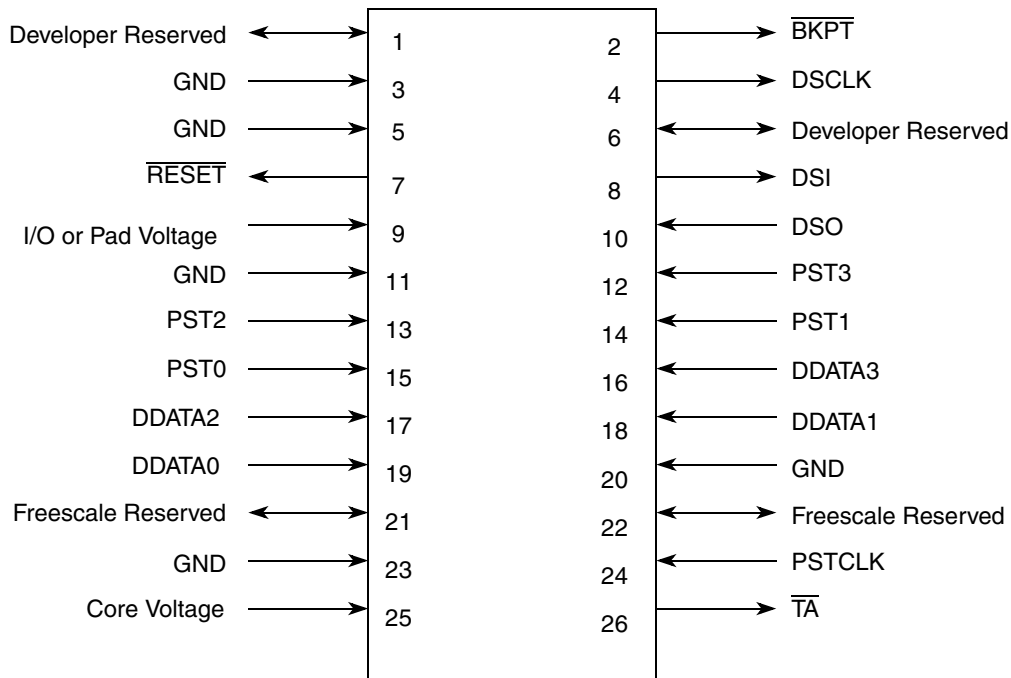 Developer Reserved 1 2 BKPT
GND 3 4 DSCLK
GND 5 6 Developer Reserved
RESET 7 8 DSI
I/O or Pad Voltage 9 10 DSO
GND 11 12 PST3
PST2 13 14 PST1
PST0 15 16 DDATA3
DDATA2 17 18 DDATA1
DDATA0 19 20 GND
Freescale Reserved 21 22 Freescale Reserved
GND 23 24 PSTCLK
Core Voltage 25 26 TA